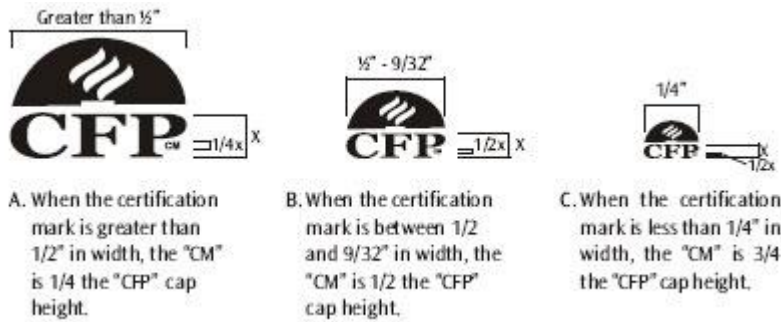 Greater than ½"
CFP
CM
1/4x
X
½" - 9/32"
CFP
1/2x
X
1/4"
CFP
X
1/2x
A. When the certification
mark is greater than
1/2" in width, the "CM"
is 1/4 the "CFP" cap
height.
B. When the certification
mark is between 1/2
and 9/32" in width, the
"CM" is 1/2 the "CFP"
cap height.
C. When the certification
mark is less than 1/4" in
width, the "CM" is 3/4
the "CFP" cap height.